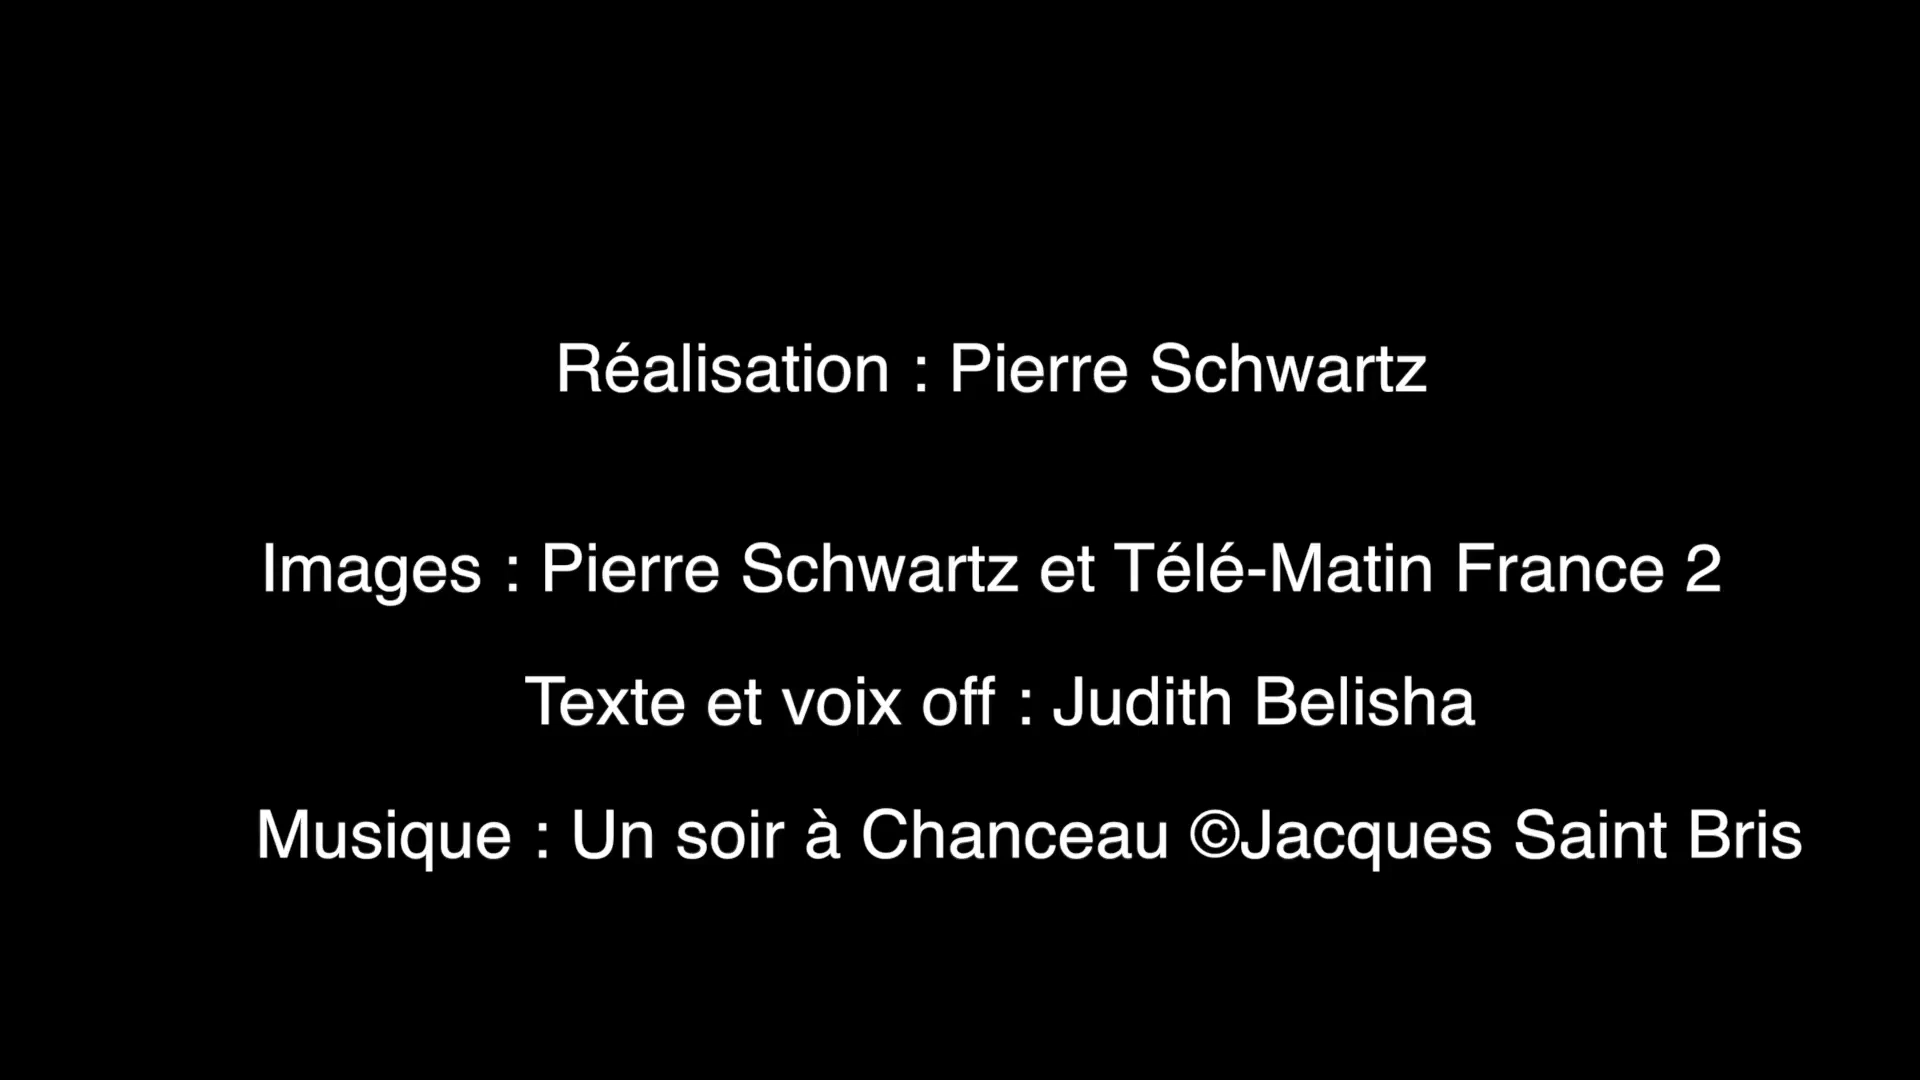 Réalisation : Pierre Schwartz
Images : Pierre Schwartz et Télé-Matin France 2
Texte et voix off : Judith Belisha
Musique : Un soir à Chanceau ©Jacques Saint Bris